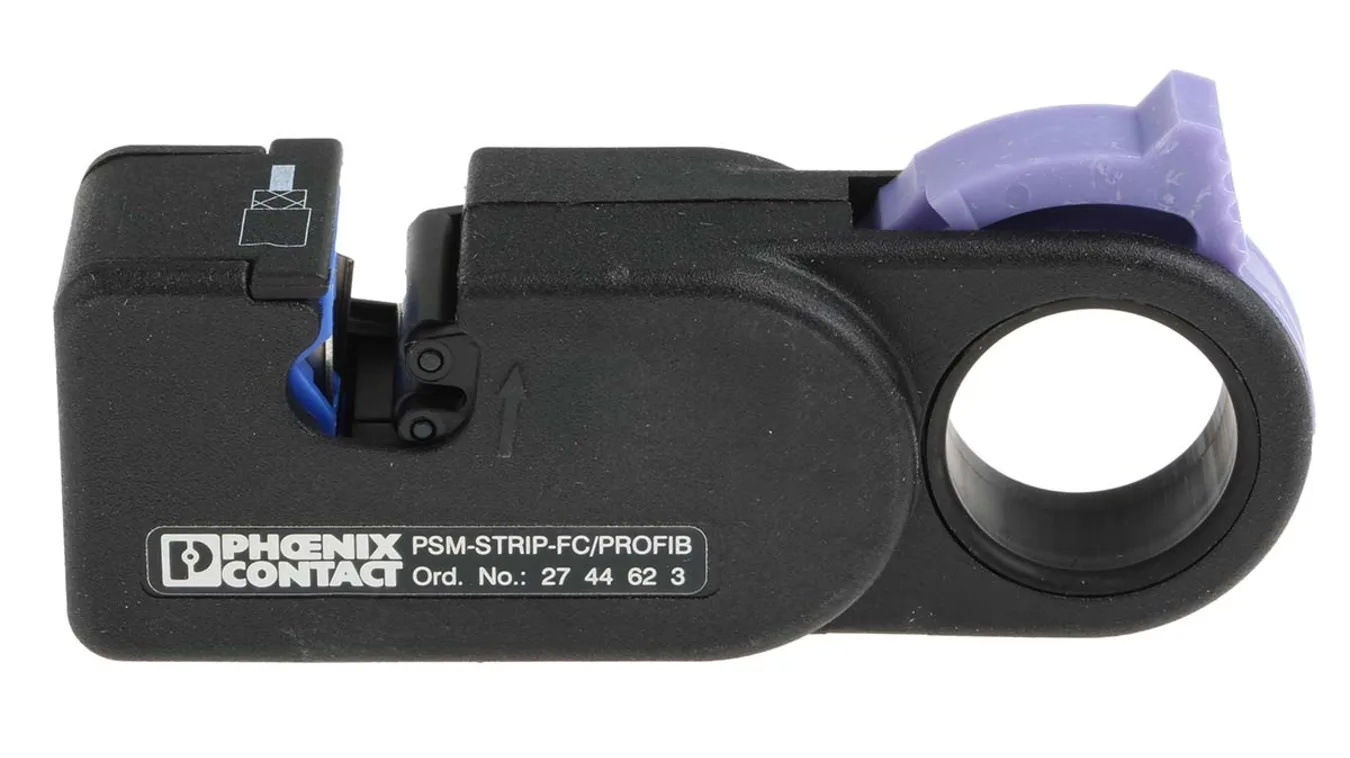 PHŒNIX CONTACT
PSM-STRIP-FC/PROFIB
Ord. No.: 27 44 62 3